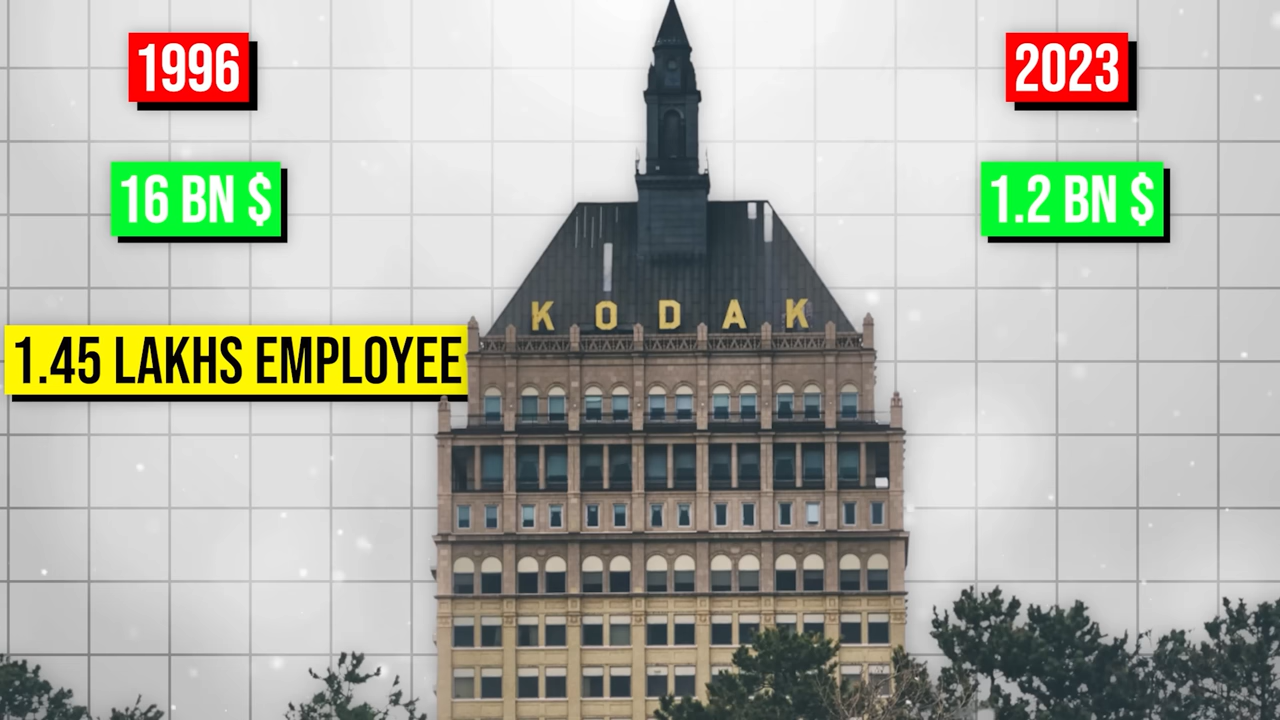 1996
2023
16 BN $
1.2 BN $
KODAK
1.45 LAKHS EMPLOYEE